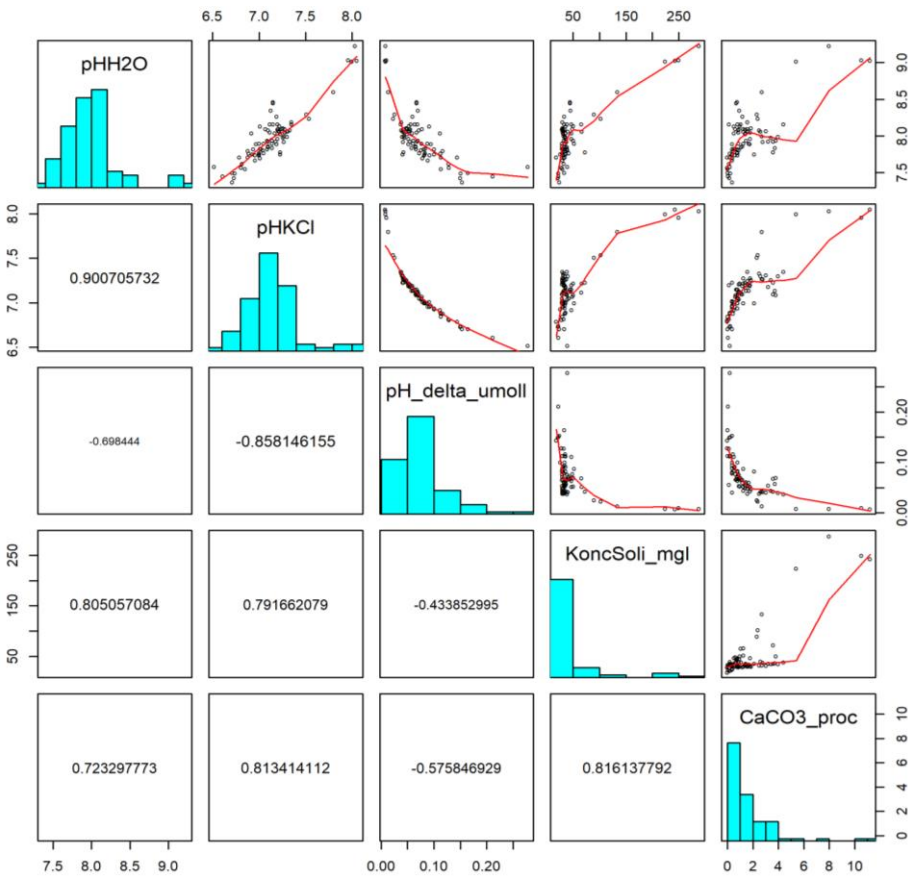 6.5 7.0 7.5 8.0 50 150 250
pHH2O
7.5 8.0 8.5 9.0
6.5 7.0 7.5 8.0
0.900705732
pHKCl
-0.698444
-0.858146155
pH_delta_umoll
0.00 0.10 0.20
50 150 250
0.805057084
0.791662079
-0.433852995
KoncSoli_mgl
0.723297773
0.813414112
-0.575846929
0.816137792
CaCO3_proc
0 2 4 6 8 10
7.5 8.0 8.5 9.0 0.00 0.10 0.20 0 2 4 6 8 10